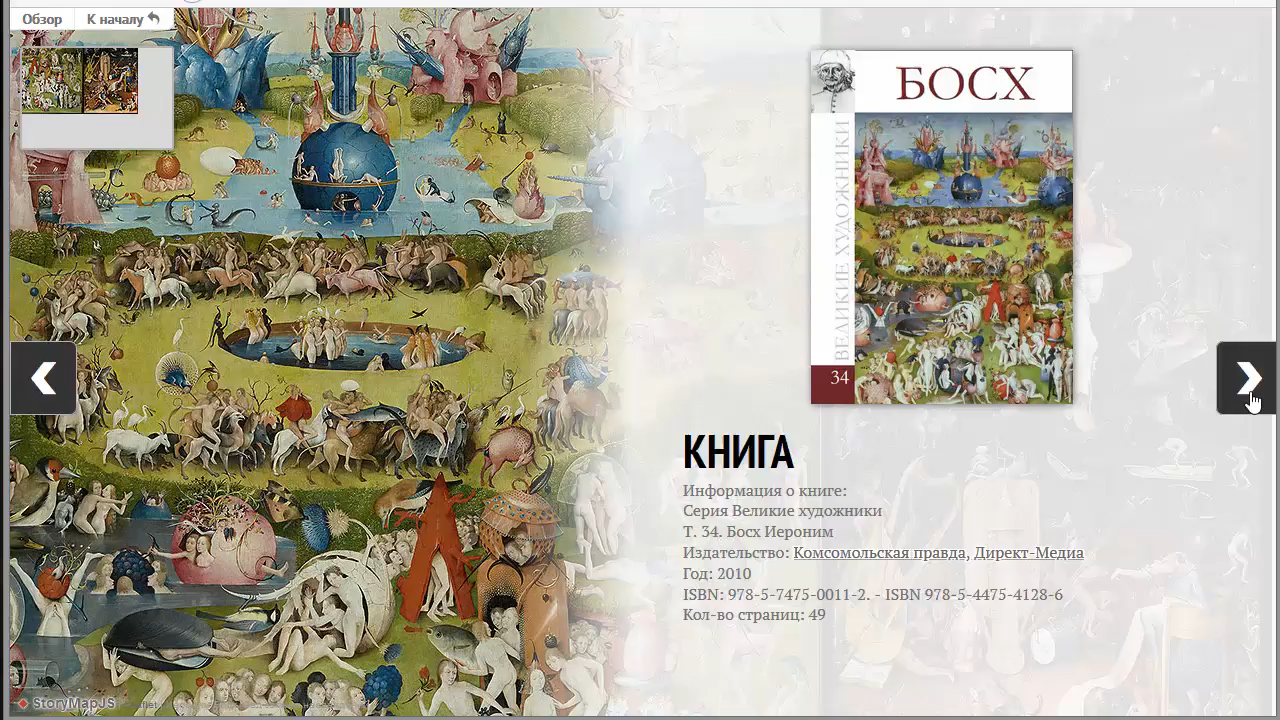 Обзор
К началу
БОСХ
ВЕЛИКИЕ ХУДОЖНИКИ
34
КНИГА
Информация о книге:
Серия Великие художники
Т. 34. Босх Иероним
Издательство: Комсомольская правда, Директ-Медиа
Год: 2010
ISBN: 978-5-7475-0011-2. - ISBN 978-5-4475-4128-6
Кол-во страниц: 49
StoryMapJS Leaflet